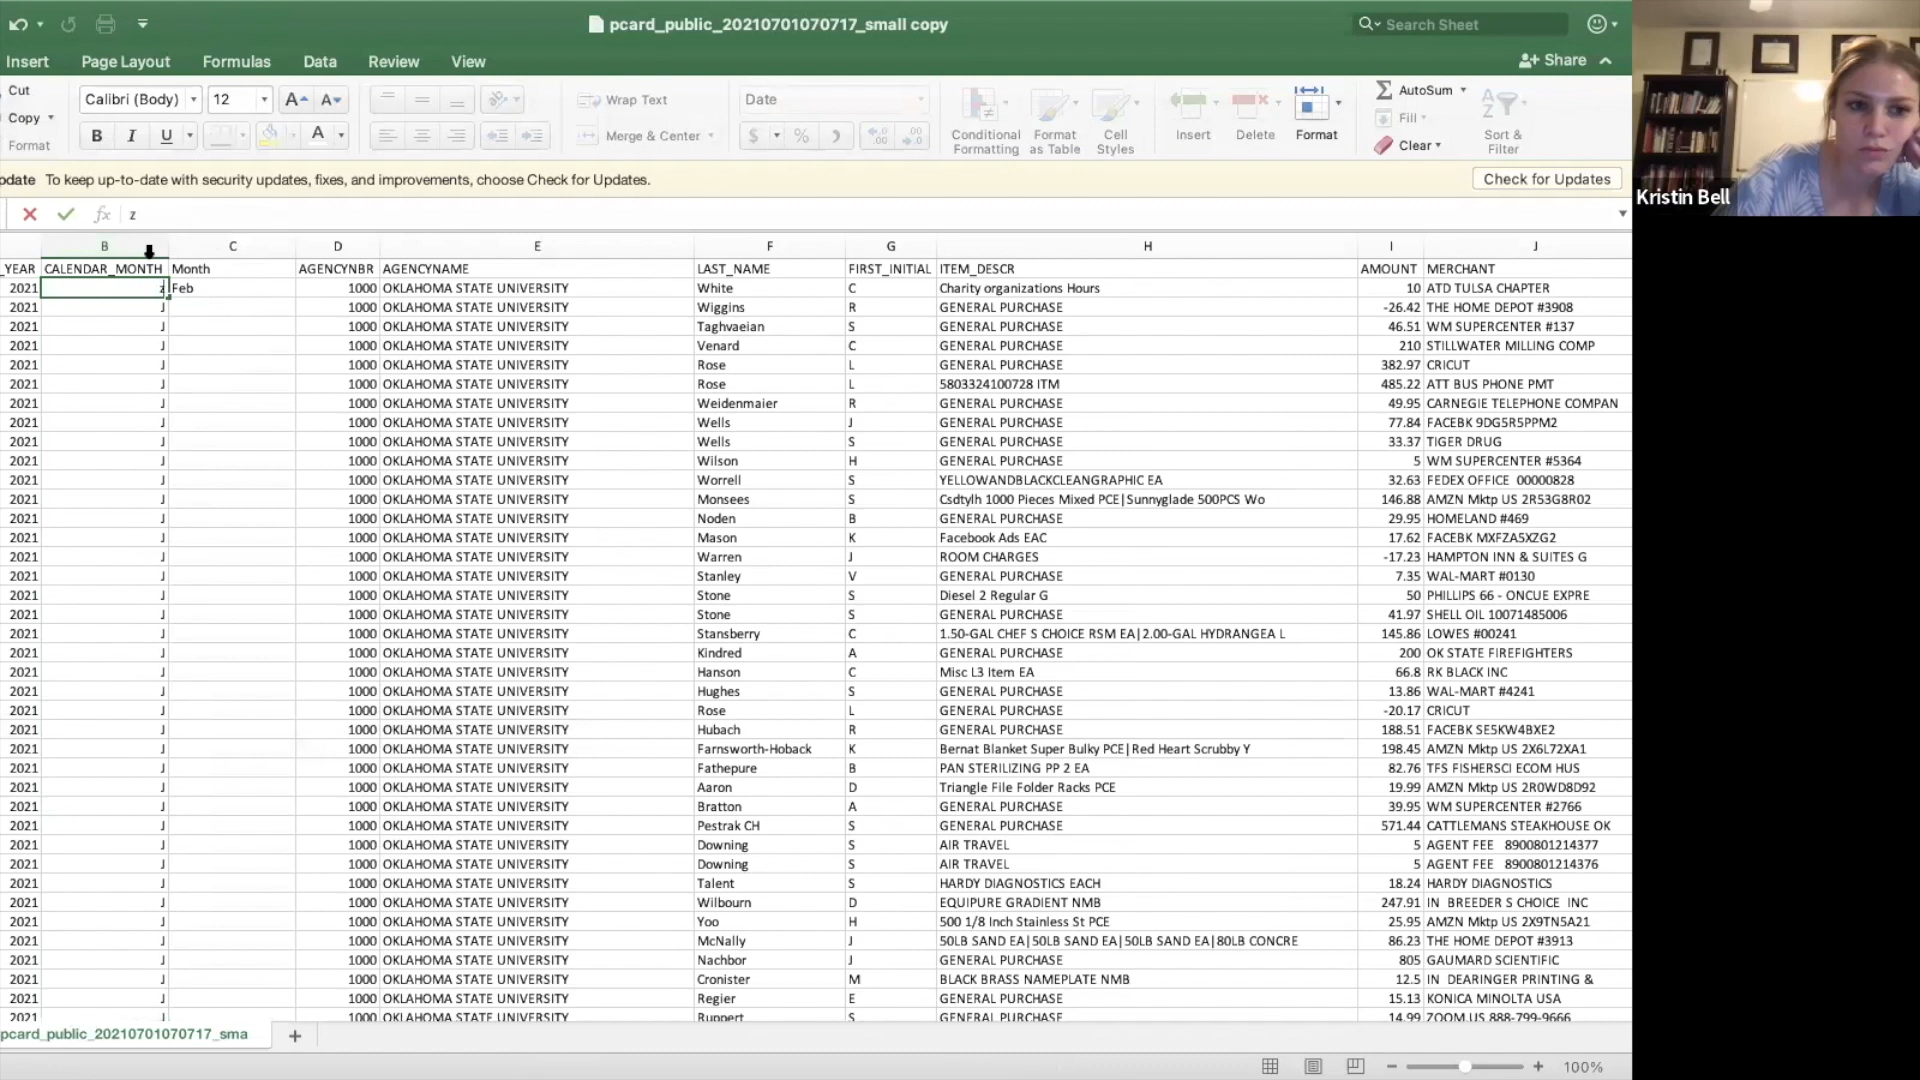 pcard_public_20210701070717_small copy
Search Sheet
Insert Page Layout Formulas Data Review View
Share
Cut
Copy
Format
Calibri (Body) 12
A A
B I U A
Wrap Text
Merge & Center
Date
$ %
Conditional Formatting
Format as Table
Cell Styles
Insert
Delete
Format
AutoSum
Fill
Clear
Sort & Filter
Kristin Bell
pdate To keep up-to-date with security updates, fixes, and improvements, choose Check for Updates.
Check for Updates
fx z
B C D E F G H I J
_YEAR CALENDAR_MONTH Month AGENCYNBR AGENCYNAME LAST_NAME FIRST_INITIAL ITEM_DESCR AMOUNT MERCHANT
2021 z Feb 1000 OKLAHOMA STATE UNIVERSITY White C Charity organizations Hours 10 ATD TULSA CHAPTER
2021 J 1000 OKLAHOMA STATE UNIVERSITY Wiggins R GENERAL PURCHASE -26.42 THE HOME DEPOT #3908
2021 J 1000 OKLAHOMA STATE UNIVERSITY Taghvaeian S GENERAL PURCHASE 46.51 WM SUPERCENTER #137
2021 J 1000 OKLAHOMA STATE UNIVERSITY Venard C GENERAL PURCHASE 210 STILLWATER MILLING COMP
2021 J 1000 OKLAHOMA STATE UNIVERSITY Rose L GENERAL PURCHASE 382.97 CRICUT
2021 J 1000 OKLAHOMA STATE UNIVERSITY Rose L 5803324100728 ITM 485.22 ATT BUS PHONE PMT
2021 J 1000 OKLAHOMA STATE UNIVERSITY Weidenmaier R GENERAL PURCHASE 49.95 CARNEGIE TELEPHONE COMPAN
2021 J 1000 OKLAHOMA STATE UNIVERSITY Wells J GENERAL PURCHASE 77.84 FACEBK 9DG5R5PPM2
2021 J 1000 OKLAHOMA STATE UNIVERSITY Wells S GENERAL PURCHASE 33.37 TIGER DRUG
2021 J 1000 OKLAHOMA STATE UNIVERSITY Wilson H GENERAL PURCHASE 5 WM SUPERCENTER #5364
2021 J 1000 OKLAHOMA STATE UNIVERSITY Worrell S YELLOWANDBLACKCLEANGRAPHIC EA 32.63 FEDEX OFFICE 00000828
2021 J 1000 OKLAHOMA STATE UNIVERSITY Monsees S Csdtylh 1000 Pieces Mixed PCE|Sunnyglade 500PCS Wo 146.88 AMZN Mktp US 2R53G8R02
2021 J 1000 OKLAHOMA STATE UNIVERSITY Noden B GENERAL PURCHASE 29.95 HOMELAND #469
2021 J 1000 OKLAHOMA STATE UNIVERSITY Mason K Facebook Ads EAC 17.62 FACEBK MXFZA5XZG2
2021 J 1000 OKLAHOMA STATE UNIVERSITY Warren J ROOM CHARGES -17.23 HAMPTON INN & SUITES G
2021 J 1000 OKLAHOMA STATE UNIVERSITY Stanley V GENERAL PURCHASE 7.35 WAL-MART #0130
2021 J 1000 OKLAHOMA STATE UNIVERSITY Stone S Diesel 2 Regular G 50 PHILLIPS 66 - ONCUE EXPRE
2021 J 1000 OKLAHOMA STATE UNIVERSITY Stone S GENERAL PURCHASE 41.97 SHELL OIL 10071485006
2021 J 1000 OKLAHOMA STATE UNIVERSITY Stansberry C 1.50-GAL CHEF S CHOICE RSM EA|2.00-GAL HYDRANGEA L 145.86 LOWES #00241
2021 J 1000 OKLAHOMA STATE UNIVERSITY Kindred A GENERAL PURCHASE 200 OK STATE FIREFIGHTERS
2021 J 1000 OKLAHOMA STATE UNIVERSITY Hanson C Misc L3 Item EA 66.8 RK BLACK INC
2021 J 1000 OKLAHOMA STATE UNIVERSITY Hughes S GENERAL PURCHASE 13.86 WAL-MART #4241
2021 J 1000 OKLAHOMA STATE UNIVERSITY Rose L GENERAL PURCHASE -20.17 CRICUT
2021 J 1000 OKLAHOMA STATE UNIVERSITY Hubach R GENERAL PURCHASE 188.51 FACEBK SE5KW4BXE2
2021 J 1000 OKLAHOMA STATE UNIVERSITY Farnsworth-Hoback K Bernat Blanket Super Bulky PCE|Red Heart Scrubby Y 198.45 AMZN Mktp US 2X6L72XA1
2021 J 1000 OKLAHOMA STATE UNIVERSITY Fathepure B PAN STERILIZING PP 2 EA 82.76 TFS FISHERSCI ECOM HUS
2021 J 1000 OKLAHOMA STATE UNIVERSITY Aaron D Triangle File Folder Racks PCE 19.99 AMZN Mktp US 2R0WD8D92
2021 J 1000 OKLAHOMA STATE UNIVERSITY Bratton A GENERAL PURCHASE 39.95 WM SUPERCENTER #2766
2021 J 1000 OKLAHOMA STATE UNIVERSITY Pestrak CH S GENERAL PURCHASE 571.44 CATTLEMANS STEAKHOUSE OK
2021 J 1000 OKLAHOMA STATE UNIVERSITY Downing S AIR TRAVEL 5 AGENT FEE 8900801214377
2021 J 1000 OKLAHOMA STATE UNIVERSITY Downing S AIR TRAVEL 5 AGENT FEE 8900801214376
2021 J 1000 OKLAHOMA STATE UNIVERSITY Talent S HARDY DIAGNOSTICS EACH 18.24 HARDY DIAGNOSTICS
2021 J 1000 OKLAHOMA STATE UNIVERSITY Wilbourn D EQUIPURE GRADIENT NMB 247.91 IN BREEDER S CHOICE INC
2021 J 1000 OKLAHOMA STATE UNIVERSITY Yoo H 500 1/8 Inch Stainless St PCE 25.95 AMZN Mktp US 2X9TN5A21
2021 J 1000 OKLAHOMA STATE UNIVERSITY McNally J 50LB SAND EA|50LB SAND EA|50LB SAND EA|80LB CONCRE 86.23 THE HOME DEPOT #3913
2021 J 1000 OKLAHOMA STATE UNIVERSITY Nachbor J GENERAL PURCHASE 805 GAUMARD SCIENTIFIC
2021 J 1000 OKLAHOMA STATE UNIVERSITY Cronister M BLACK BRASS NAMEPLATE NMB 12.5 IN DEARINGER PRINTING &
2021 J 1000 OKLAHOMA STATE UNIVERSITY Regier E GENERAL PURCHASE 15.13 KONICA MINOLTA USA
2021 J 1000 OKLAHOMA STATE UNIVERSITY Ruppert S GENERAL PURCHASE 14.99 ZOOM.US 888-799-9666
pcard_public_20210701070717_sma +
100%